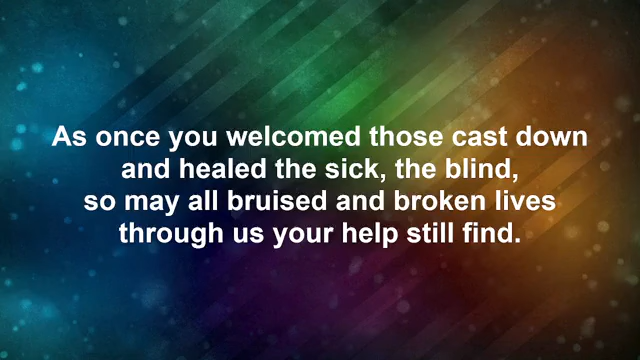 As once you welcomed those cast down
and healed the sick, the blind,
so may all bruised and broken lives
through us your help still find.